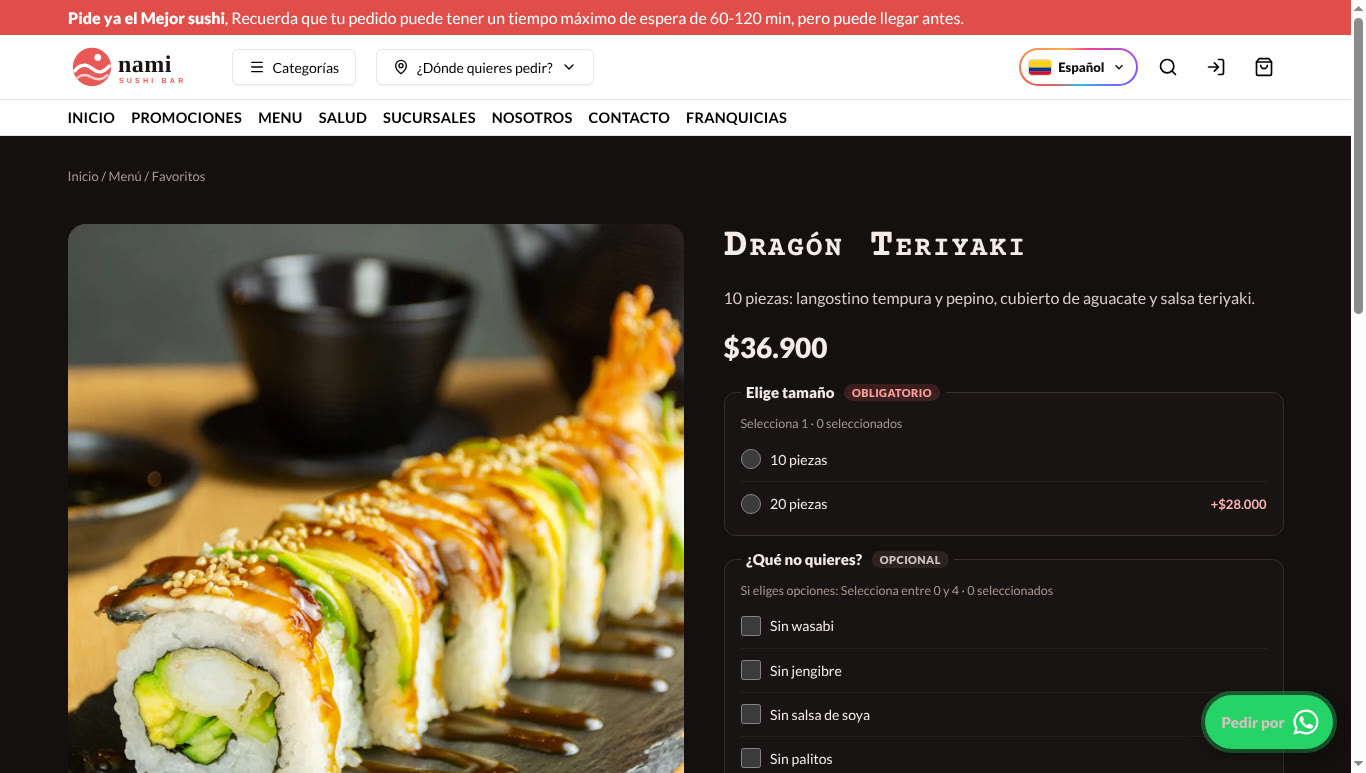 Pide ya el Mejor sushi, Recuerda que tu pedido puede tener un tiempo máximo de espera de 60-120 min, pero puede llegar antes.
nami
SUSHI BAR
Categorías
¿Dónde quieres pedir?
Español
INICIO PROMOCIONES MENU SALUD SUCURSALES NOSOTROS CONTACTO FRANQUICIAS
Inicio / Menú / Favoritos
Dragón Teriyaki
10 piezas: langostino tempura y pepino, cubierto de aguacate y salsa teriyaki.
$36.900
Elige tamaño OBLIGATORIO
Selecciona 1 · 0 seleccionados
10 piezas
20 piezas +$28.000
¿Qué no quieres? OPCIONAL
Si eliges opciones: Selecciona entre 0 y 4 · 0 seleccionados
Sin wasabi
Sin jengibre
Sin salsa de soya
Sin palitos
Pedir por